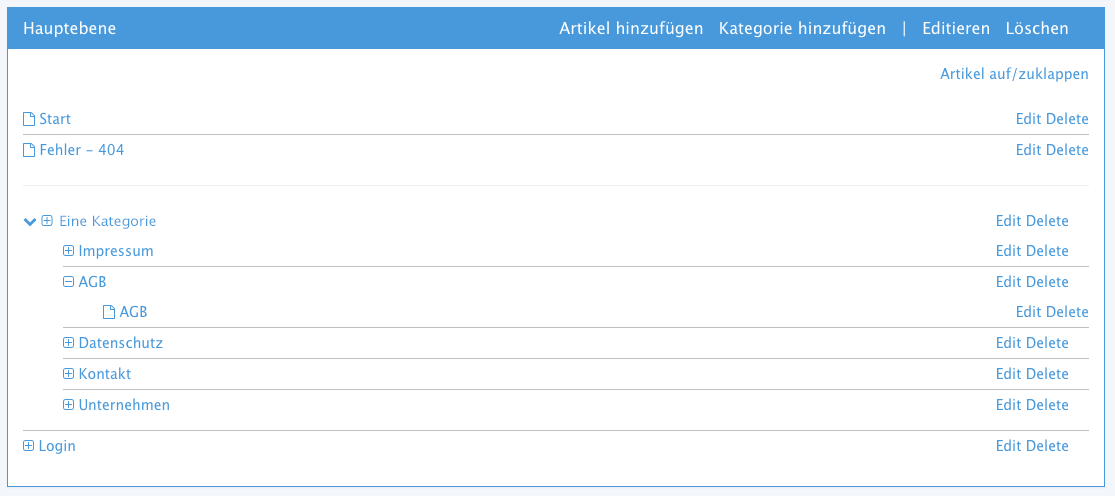 Hauptebene Artikel hinzufügen Kategorie hinzufügen | Editieren Löschen
Artikel auf/zuklappen
Start Edit Delete
Fehler – 404 Edit Delete
Eine Kategorie Edit Delete
Impressum Edit Delete
AGB Edit Delete
AGB Edit Delete
Datenschutz Edit Delete
Kontakt Edit Delete
Unternehmen Edit Delete
Login Edit Delete